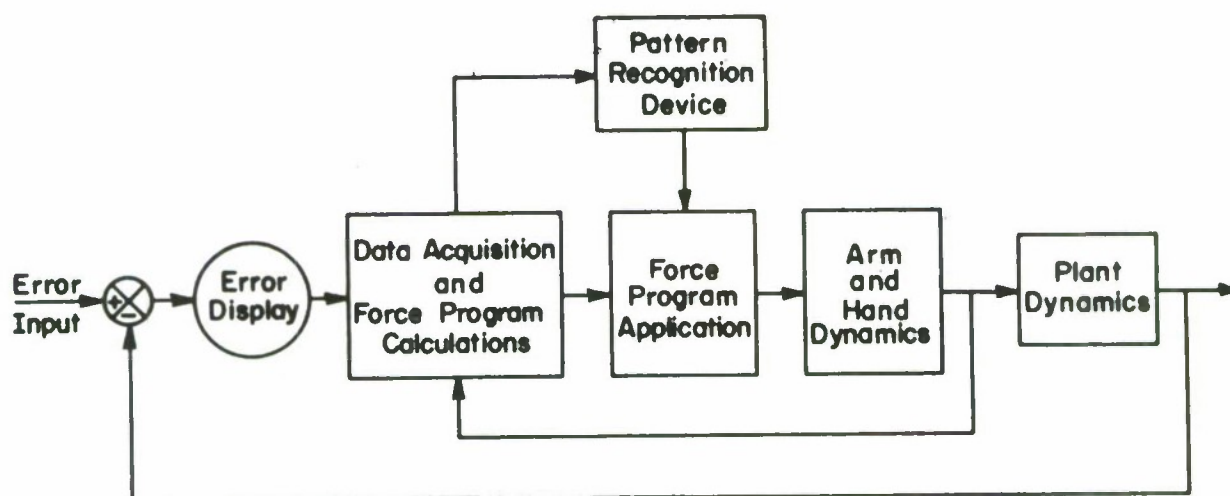 Pattern
Recognition
Device
Error
Input
+
-
Error
Display
Data Acquisition
and
Force Program
Calculations
Force
Program
Application
Arm
and
Hand
Dynamics
Plant
Dynamics